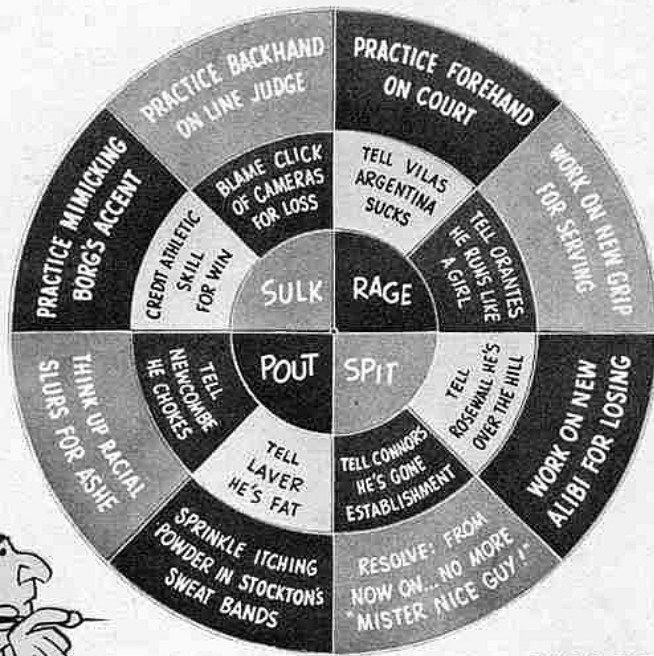 PRACTICE BACKHAND
ON LINE JUDGE
PRACTICE FOREHAND
ON COURT
WORK ON NEW GRIP
FOR SERVING
WORK ON NEW
ALIBI FOR LOSING
RESOLVE: FROM
NOW ON... NO MORE
"MISTER NICE GUY!"
SPRINKLE ITCHING
POWDER IN STOCKTON'S
SWEAT BANDS
THINK UP RACIAL
SLURS FOR ASHE
PRACTICE MIMICKING
BORG'S ACCENT
BLAME CLICK
OF CAMERAS
FOR LOSS
TELL VILAS
ARGENTINA
SUCKS
TELL ORANTES
HE RUNS LIKE
A GIRL
TELL
ROSEWALL HE'S
OVER THE HILL
TELL CONNORS
HE'S GONE
ESTABLISHMENT
TELL
LAVER
HE'S FAT
TELL
NEWCOMBE
HE CHOKES
CREDIT ATHLETIC
SKILL
FOR WIN
SULK
RAGE
SPIT
POUT